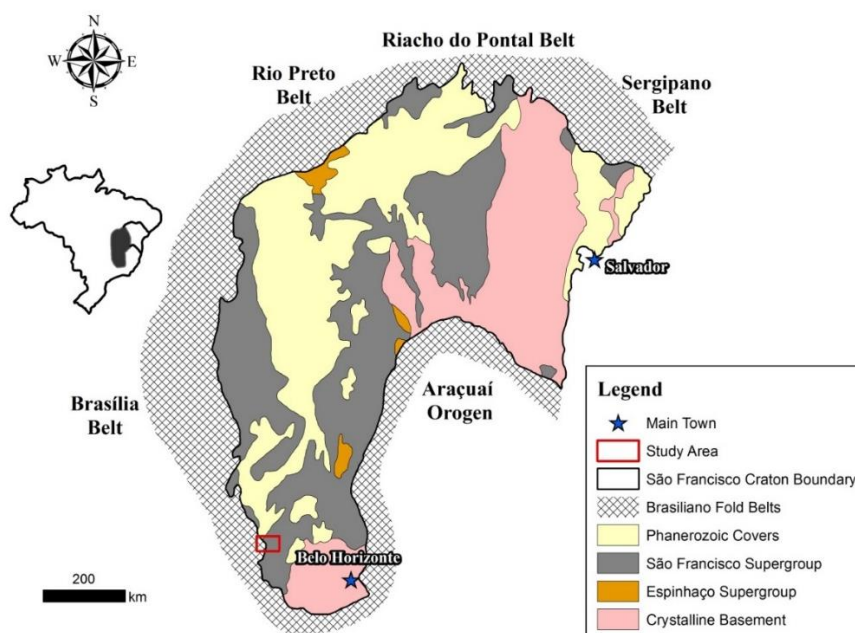 N
W
E
S
Riacho do Pontal Belt
Rio Preto
Belt
Sergipano
Belt
Salvador
Brasília
Belt
Araçuaí
Orogen
Belo Horizonte
200
km
Legend
Main Town
Study Area
São Francisco Craton Boundary
Brasiliano Fold Belts
Phanerozoic Covers
São Francisco Supergroup
Espinhaço Supergroup
Crystalline Basement